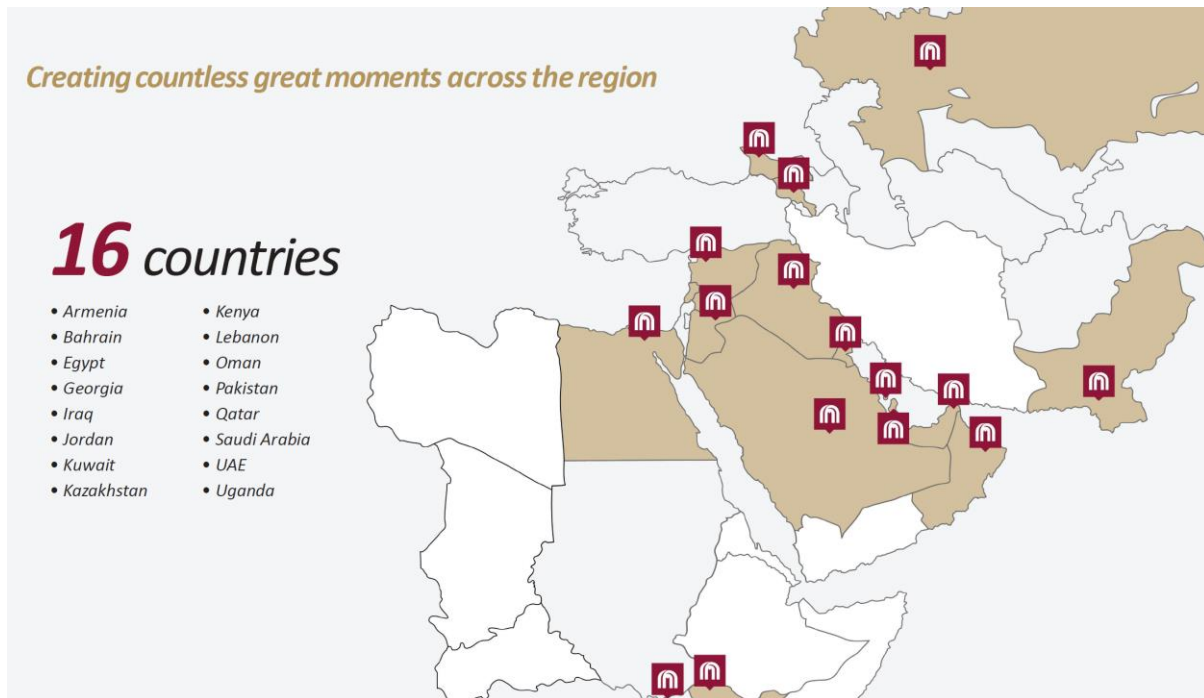 Creating countless great moments across the region
16 countries
• Armenia
• Bahrain
• Egypt
• Georgia
• Iraq
• Jordan
• Kuwait
• Kazakhstan
• Kenya
• Lebanon
• Oman
• Pakistan
• Qatar
• Saudi Arabia
• UAE
• Uganda